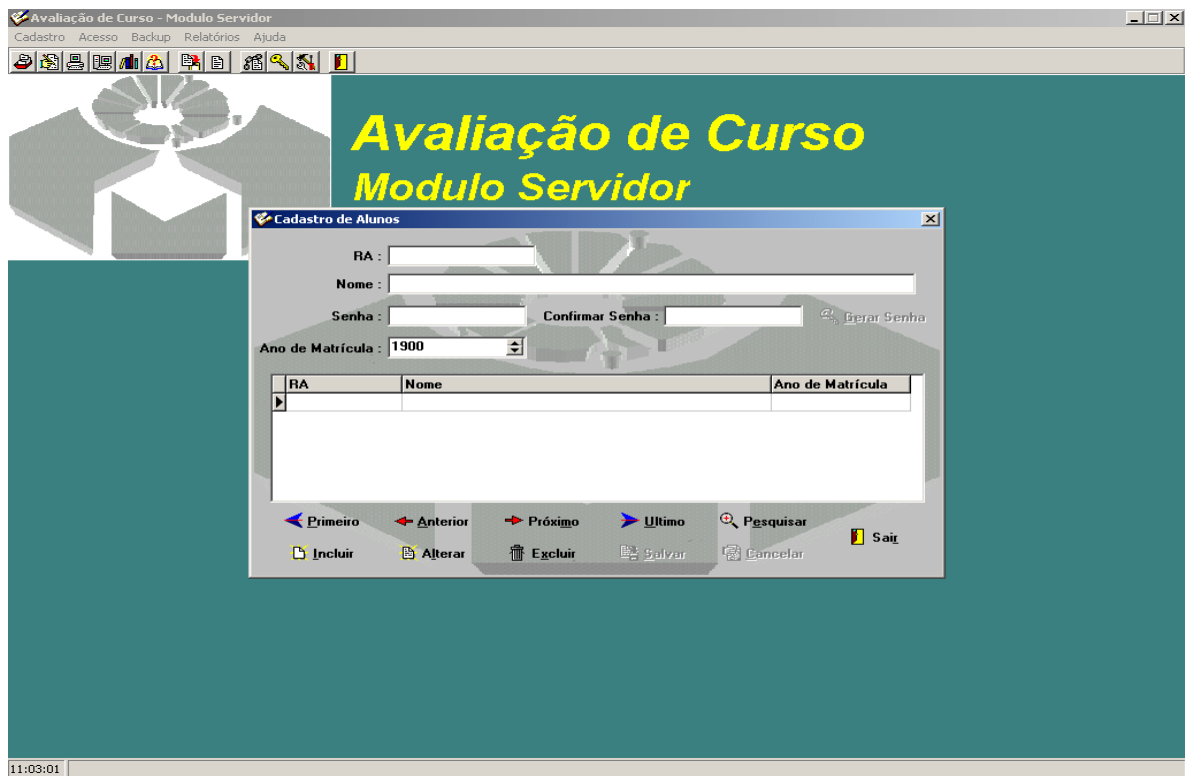 Avaliação de Curso - Modulo Servidor
Cadastro Acesso Backup Relatórios Ajuda
Avaliação de Curso
Modulo Servidor
Cadastro de Alunos
RA :
Nome :
Senha : Confirmar Senha : Gerar Senha
Ano de Matrícula : 1900
RA Nome Ano de Matrícula
Primeiro Anterior Próximo Ultimo Pesquisar
Sair
Incluir Alterar Excluir Salvar Cancelar
11:03:01